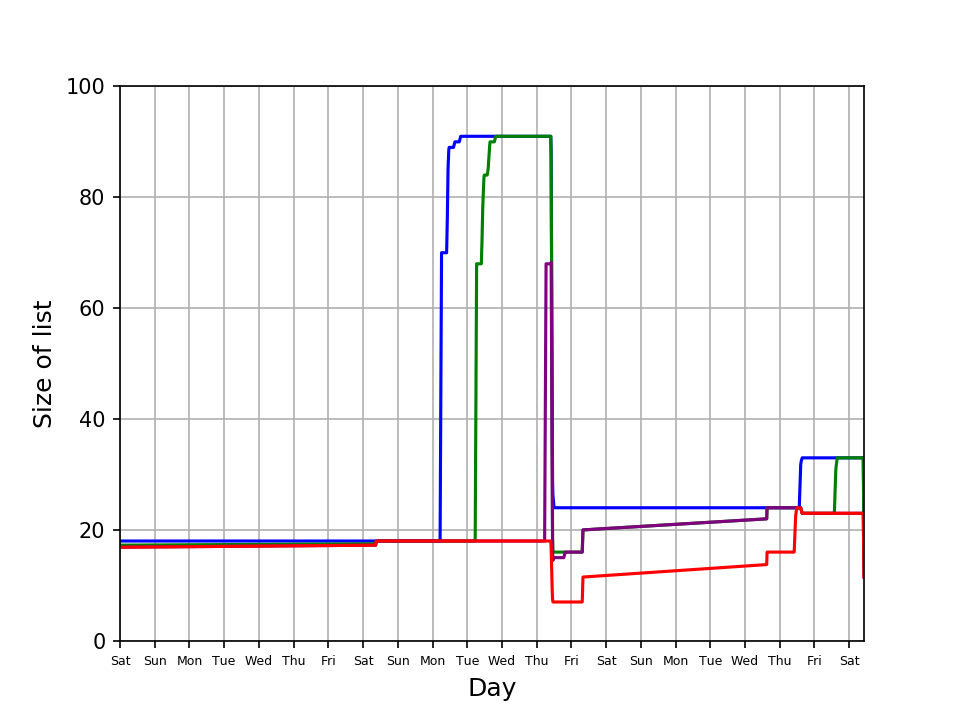 100
80
60
40
20
0
Size of list
Sat Sun Mon Tue Wed Thu Fri Sat Sun Mon Tue Wed Thu Fri Sat Sun Mon Tue Wed Thu Fri Sat
Day